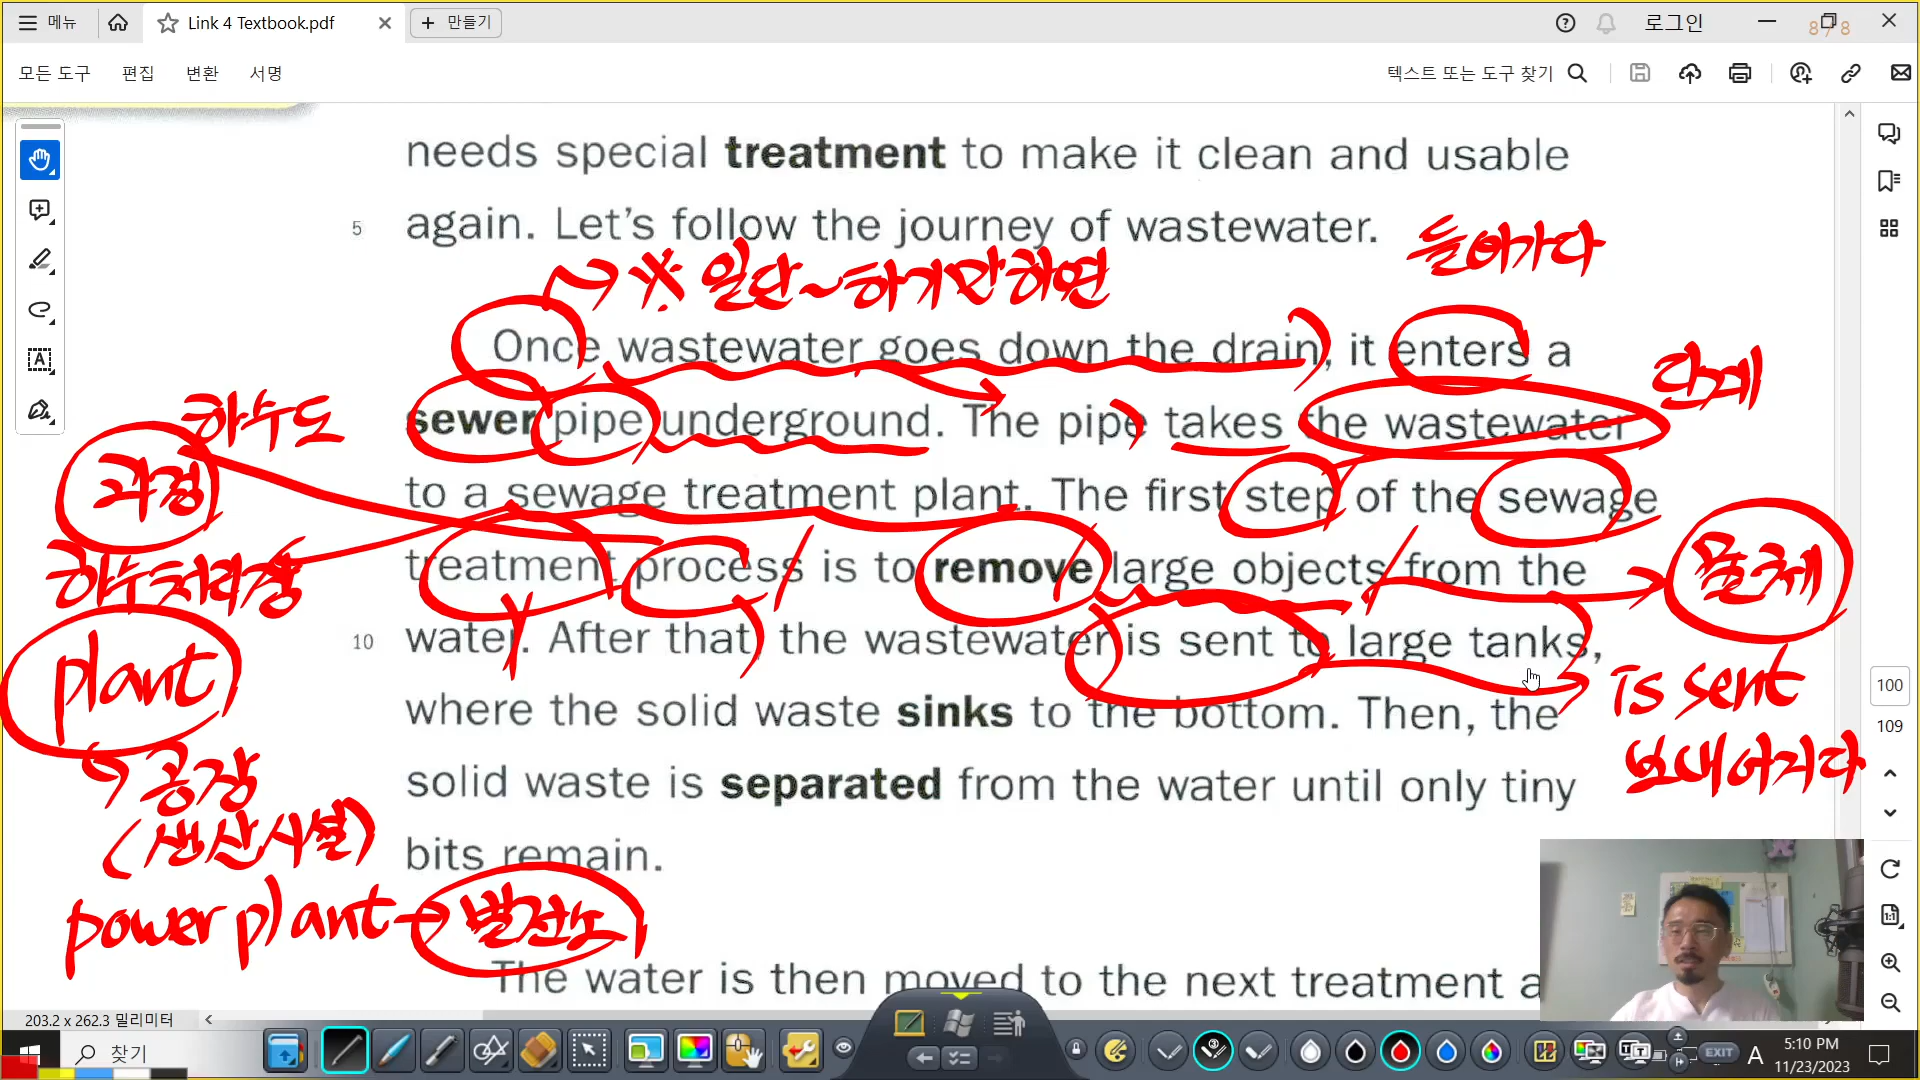 메뉴
Link 4 Textbook.pdf
만들기
로그인
8 / 8
모든 도구 편집 변환 서명
텍스트 또는 도구 찾기
needs special treatment to make it clean and usable
5 again. Let's follow the journey of wastewater.
들어가다
※ 일단~하기만하면
Once wastewater goes down the drain, it enters a
단계
sewer pipe underground. The pipe takes the wastewater
하수도
과정
to a sewage treatment plant. The first step of the sewage
하수처리장
treatment process is to remove large objects from the
물체
10 water. After that, the wastewater is sent to large tanks,
plant
is sent
where the solid waste sinks to the bottom. Then, the
보내어지다
공장
solid waste is separated from the water until only tiny
(생산시설)
bits remain.
power plant → 발전소
The water is then moved to the next treatment a
100
109
203.2 x 262.3 밀리미터
찾기
EXIT
A
5:10 PM
11/23/2023